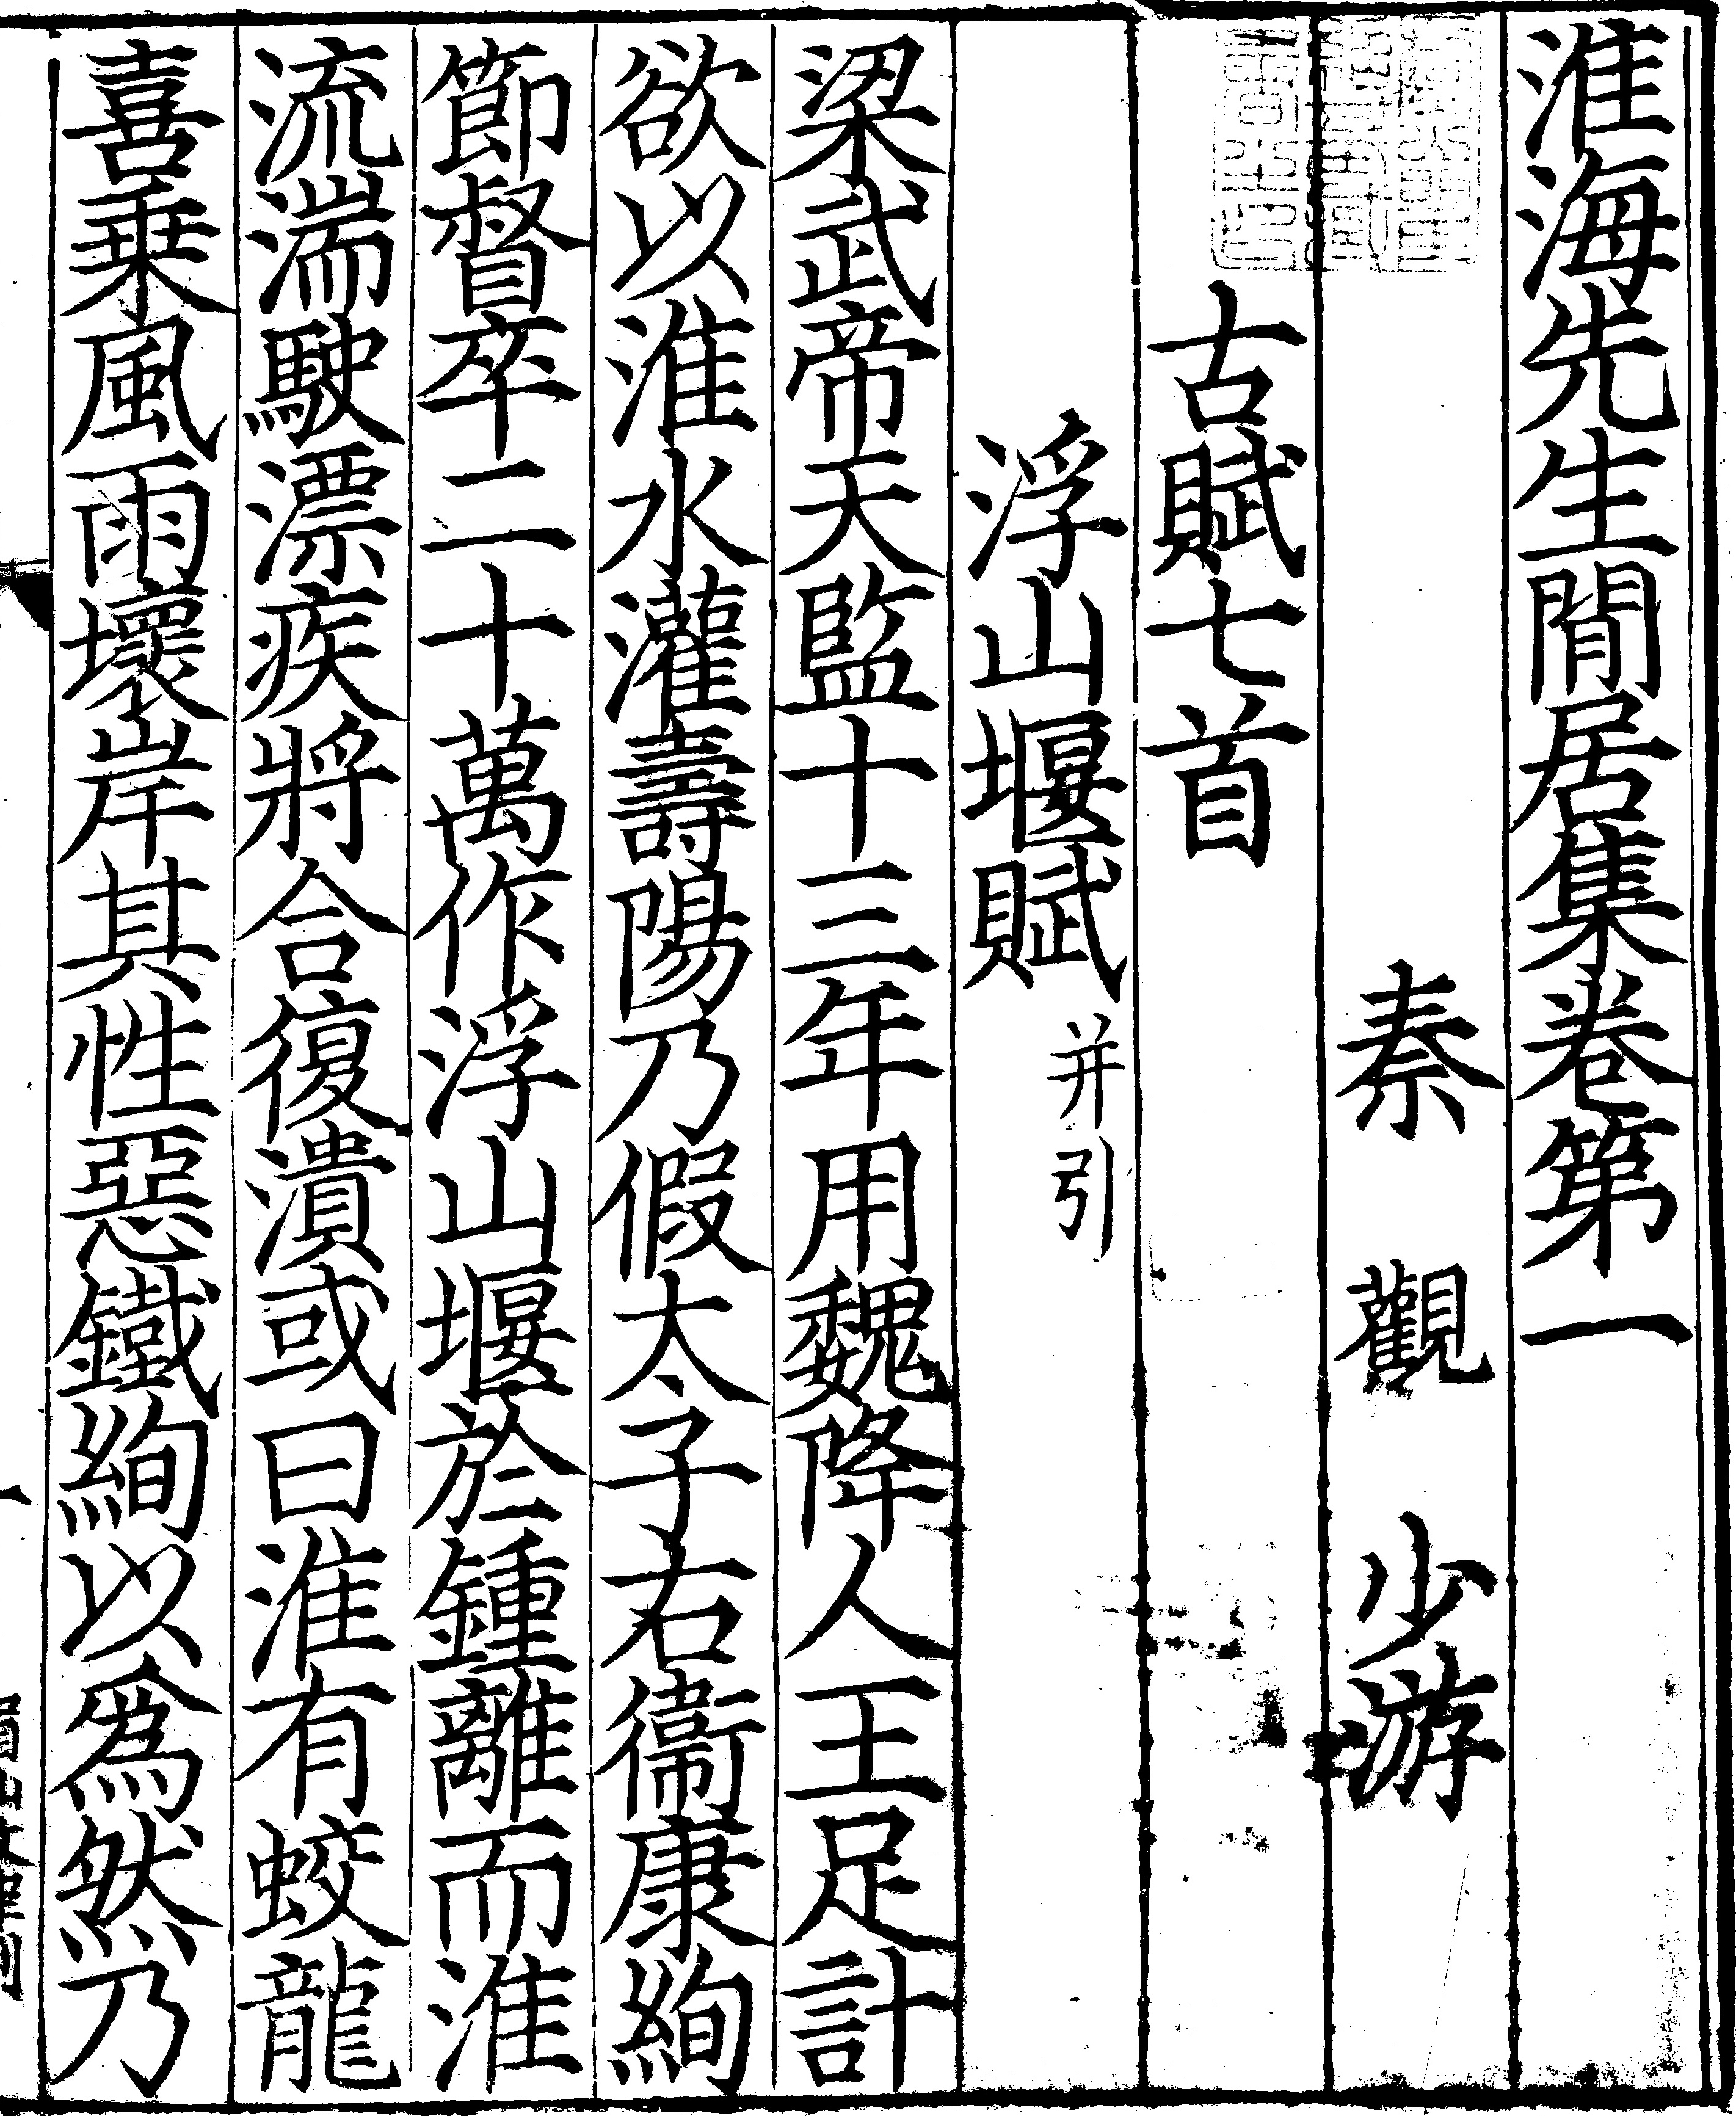 淮海先生閒居集卷第一
秦 觀 少游
古賦七首
浮山堰賦并引
梁武帝天監十三年用魏降人王足計
欲以淮水灌壽陽乃假太子右衞康絢
節督卒二十萬作浮山堰於鍾離而淮
流湍駛漂疾將合復潰或曰淮有蛟龍
喜乗風雨壞岸其性惡鐵絢以爲然乃